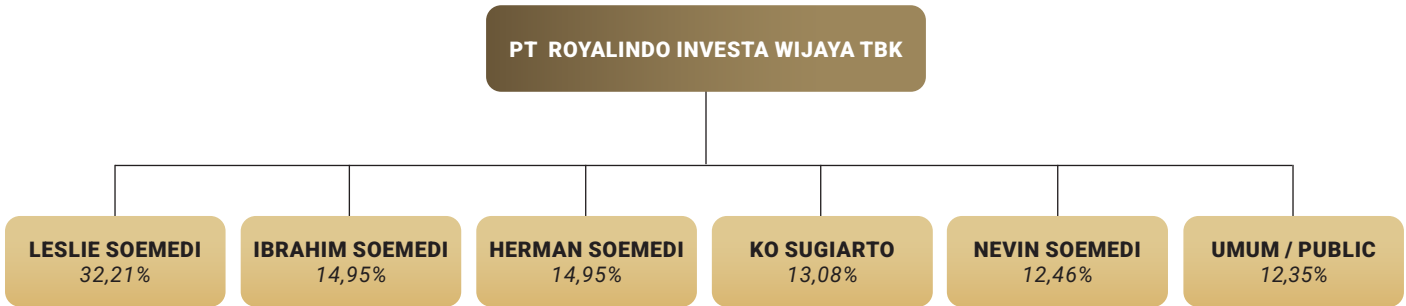 PT ROYALINDO INVESTA WIJAYA TBK
LESLIE SOEMEDI
32,21%
IBRAHIM SOEMEDI
14,95%
HERMAN SOEMEDI
14,95%
KO SUGIARTO
13,08%
NEVIN SOEMEDI
12,46%
UMUM / PUBLIC
12,35%